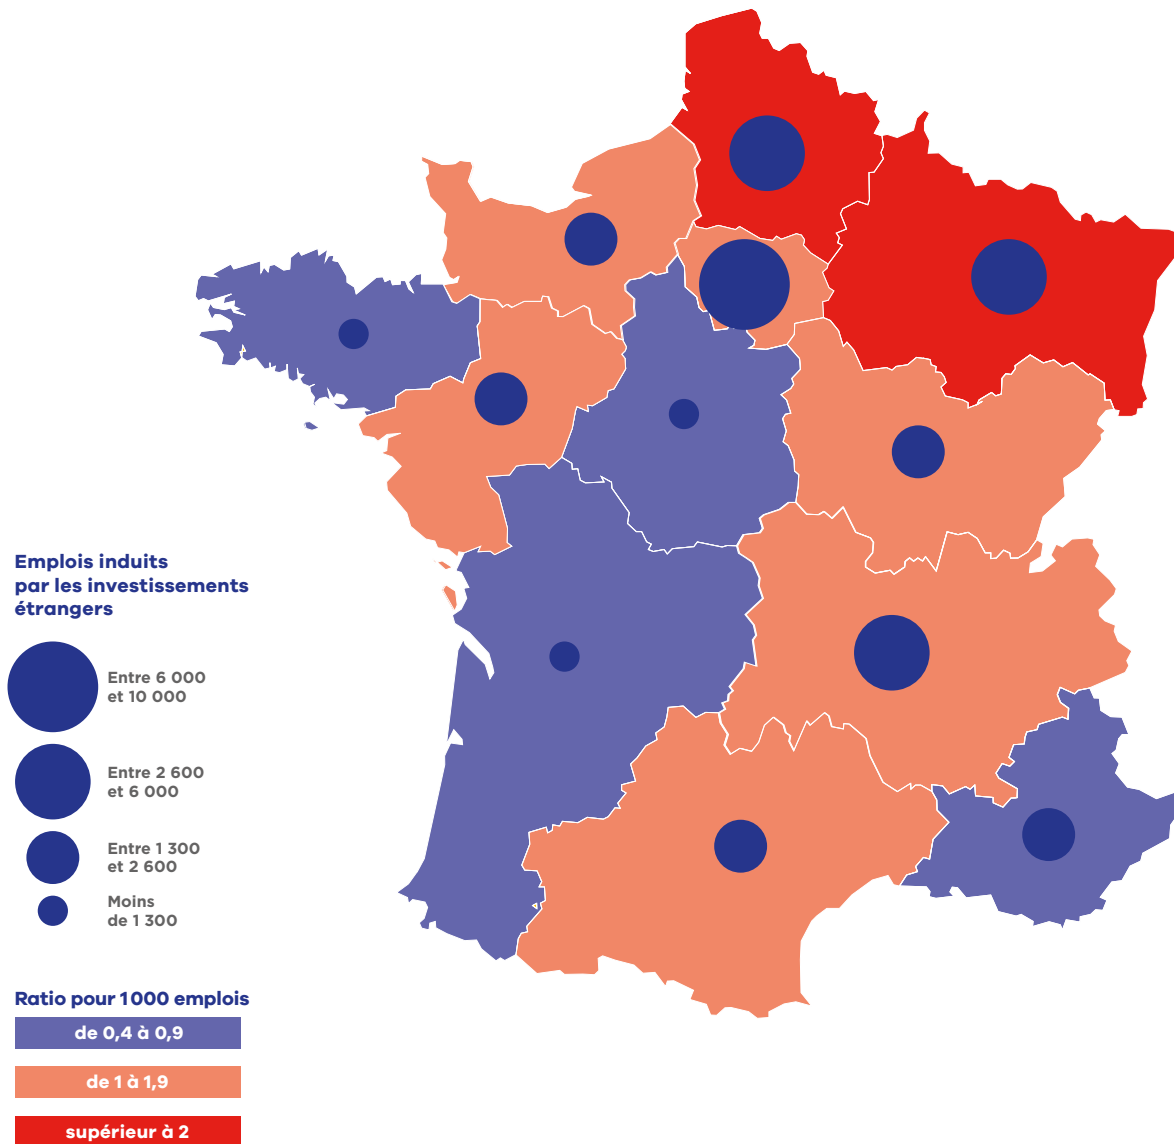 Emplois induits
par les investissements
étrangers
Entre 6 000
et 10 000
Entre 2 600
et 6 000
Entre 1 300
et 2 600
Moins
de 1 300
Ratio pour 1000 emplois
de 0,4 à 0,9
de 1 à 1,9
supérieur à 2